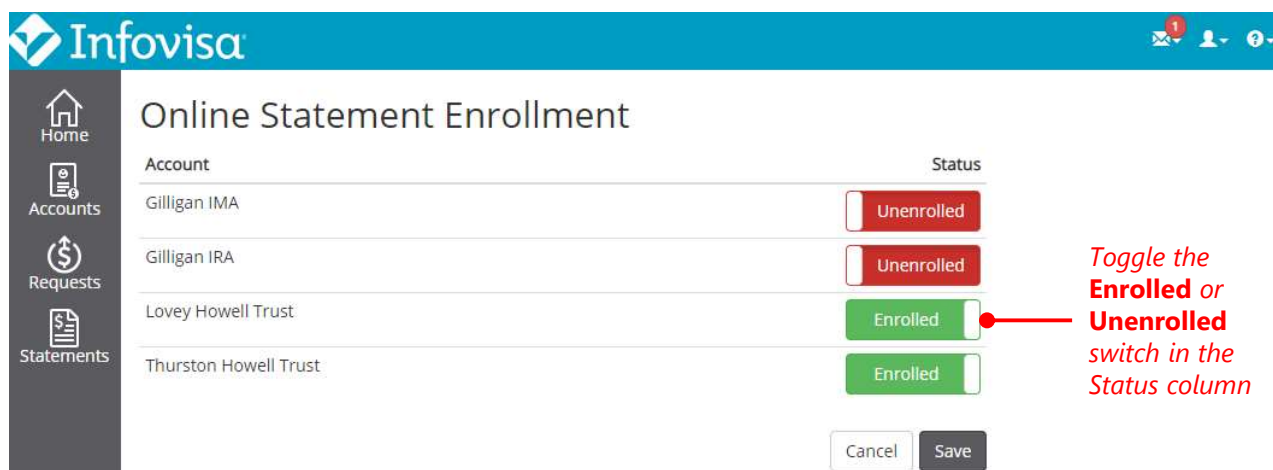 Infovisa
1
Home
Accounts
Requests
Statements
Online Statement Enrollment
Account Status
Gilligan IMA Unenrolled
Gilligan IRA Unenrolled
Lovey Howell Trust Enrolled
Thurston Howell Trust Enrolled
Cancel Save
Toggle the
Enrolled or
Unenrolled
switch in the
Status column